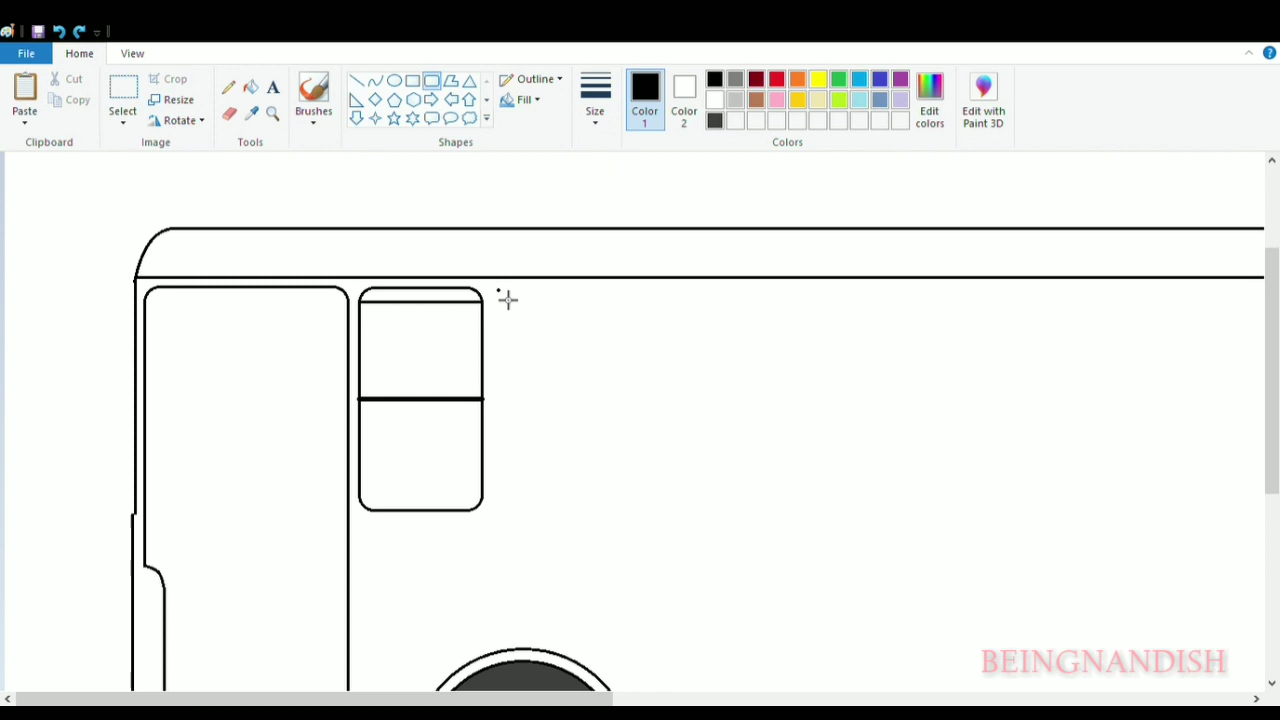 File Home View
Paste
Cut
Copy
Clipboard
Select
Crop
Resize
Rotate
Image
A
Tools
Brushes
Shapes
Outline
Fill
Size
Color 1
Color 2
Edit colors
Colors
Edit with Paint 3D
?
BEINGNANDISH